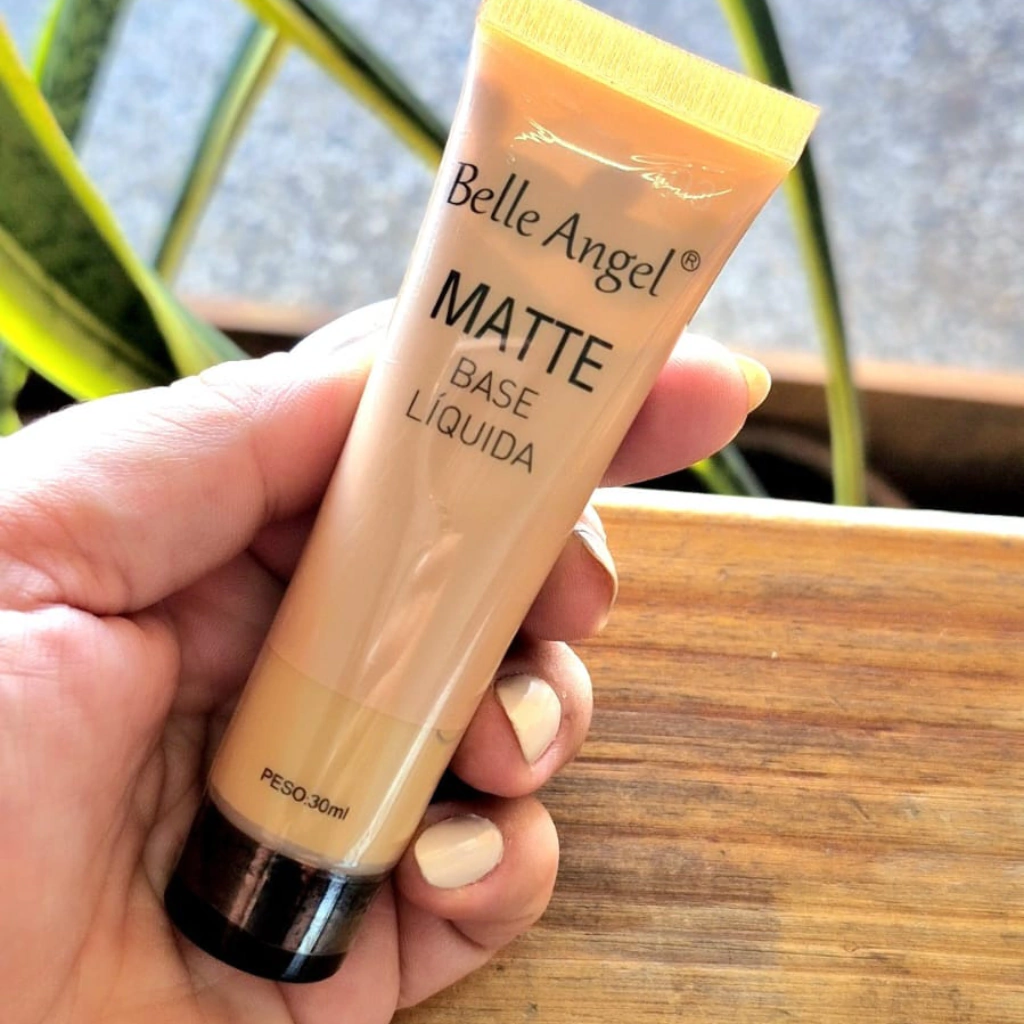 Belle Angel®
MATTE
BASE
LÍQUIDA
PESO:30ml